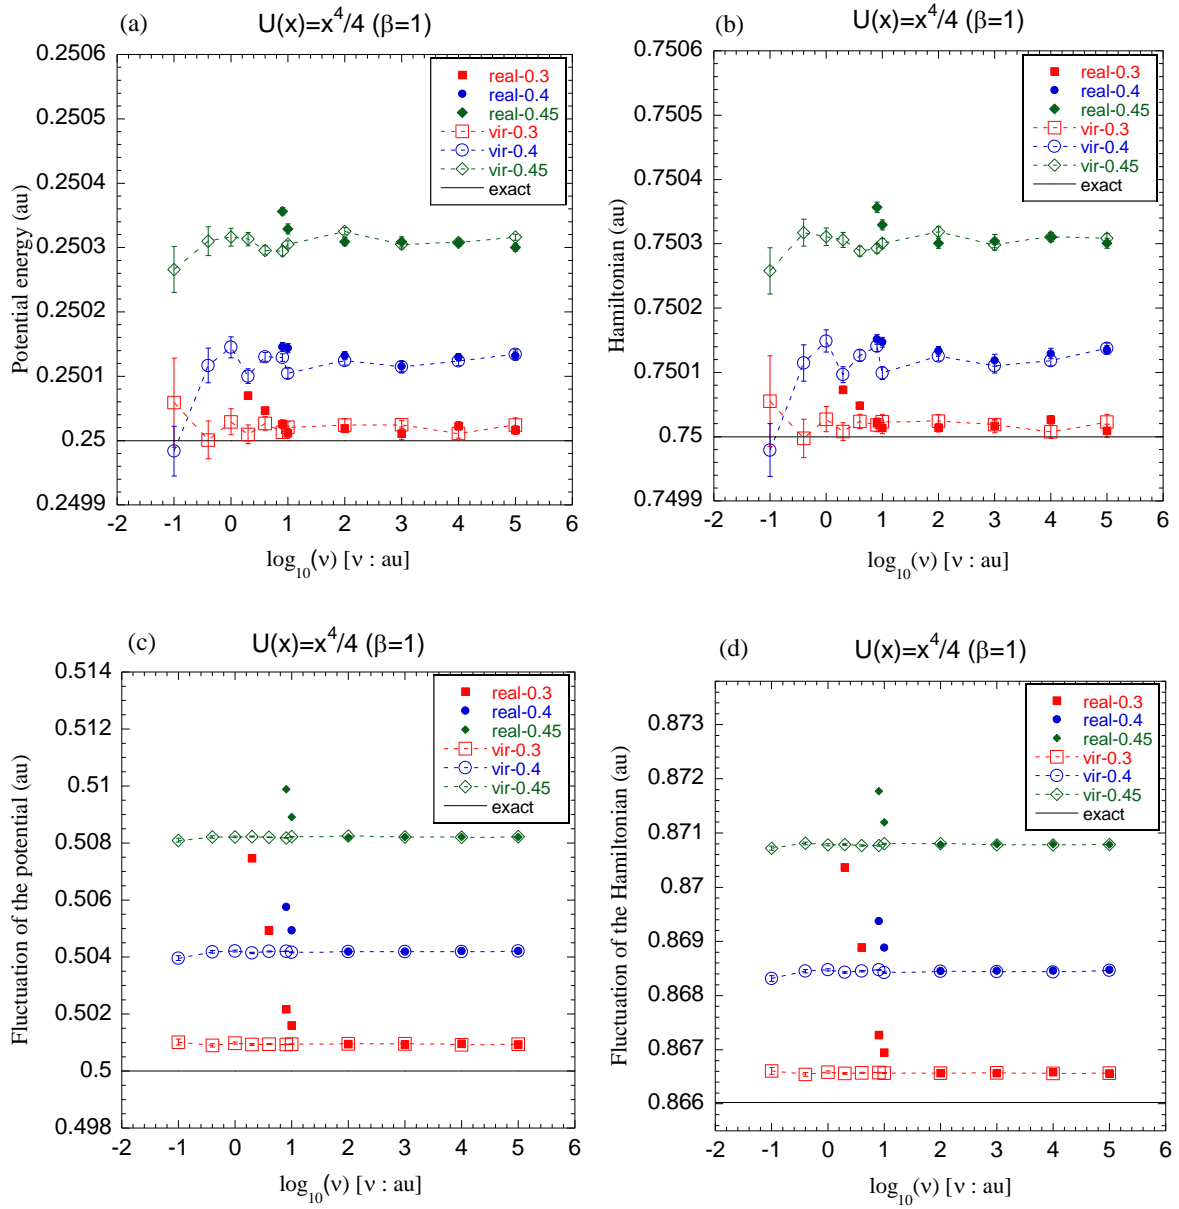 (a)
U(x)=x^4/4 (β=1)
0.2506
0.2505
0.2504
0.2503
0.2502
0.2501
0.25
0.2499
Potential energy (au)
real-0.3
real-0.4
real-0.45
vir-0.3
vir-0.4
vir-0.45
exact
-2 -1 0 1 2 3 4 5 6
log10(ν) [ν : au]
(b)
U(x)=x^4/4 (β=1)
0.7506
0.7505
0.7504
0.7503
0.7502
0.7501
0.75
0.7499
Hamiltonian (au)
real-0.3
real-0.4
real-0.45
vir-0.3
vir-0.4
vir-0.45
exact
-2 -1 0 1 2 3 4 5 6
log10(ν) [ν : au]
(c)
U(x)=x^4/4 (β=1)
0.514
0.512
0.51
0.508
0.506
0.504
0.502
0.5
0.498
Fluctuation of the potential (au)
real-0.3
real-0.4
real-0.45
vir-0.3
vir-0.4
vir-0.45
exact
-2 -1 0 1 2 3 4 5 6
log10(ν) [ν : au]
(d)
U(x)=x^4/4 (β=1)
0.873
0.872
0.871
0.87
0.869
0.868
0.867
0.866
Fluctuation of the Hamiltonian (au)
real-0.3
real-0.4
real-0.45
vir-0.3
vir-0.4
vir-0.45
exact
-2 -1 0 1 2 3 4 5 6
log10(ν) [ν : au]